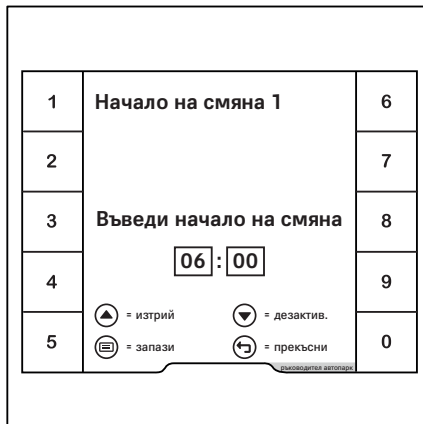 1
Начало на смяна 1
6
2
7
3
Въведи начало на смяна
8
06 : 00
4
9
= изтрий
= дезактив.
5
= запази
= прекъсни
0
ръководител автопарк